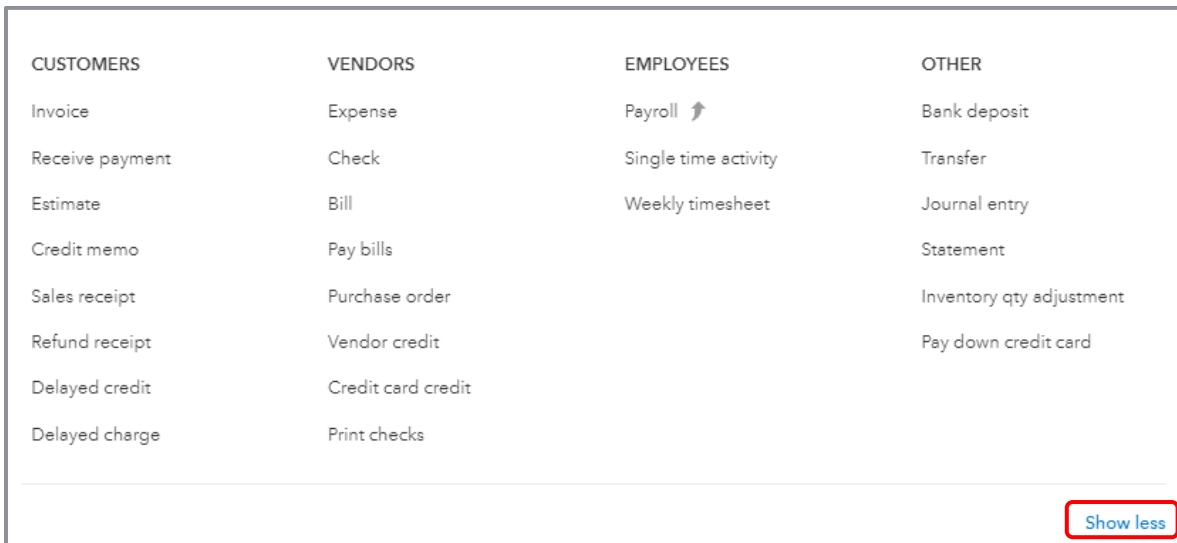 CUSTOMERS VENDORS EMPLOYEES OTHER
Invoice Expense Payroll Bank deposit
Receive payment Check Single time activity Transfer
Estimate Bill Weekly timesheet Journal entry
Credit memo Pay bills Statement
Sales receipt Purchase order Inventory qty adjustment
Refund receipt Vendor credit Pay down credit card
Delayed credit Credit card credit
Delayed charge Print checks
Show less